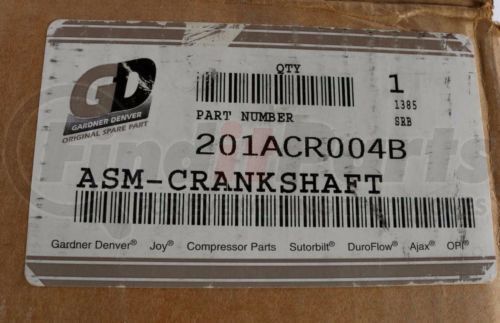 QTY
1
GD
GARDNER DENVER
ORIGINAL SPARE PART
1385
PART NUMBER
SRB
201ACR004B
ASM-CRANKSHAFT
Gardner Denver® Joy® Compressor Parts Sutorbilt® DuroFlow® Ajax® OPI®